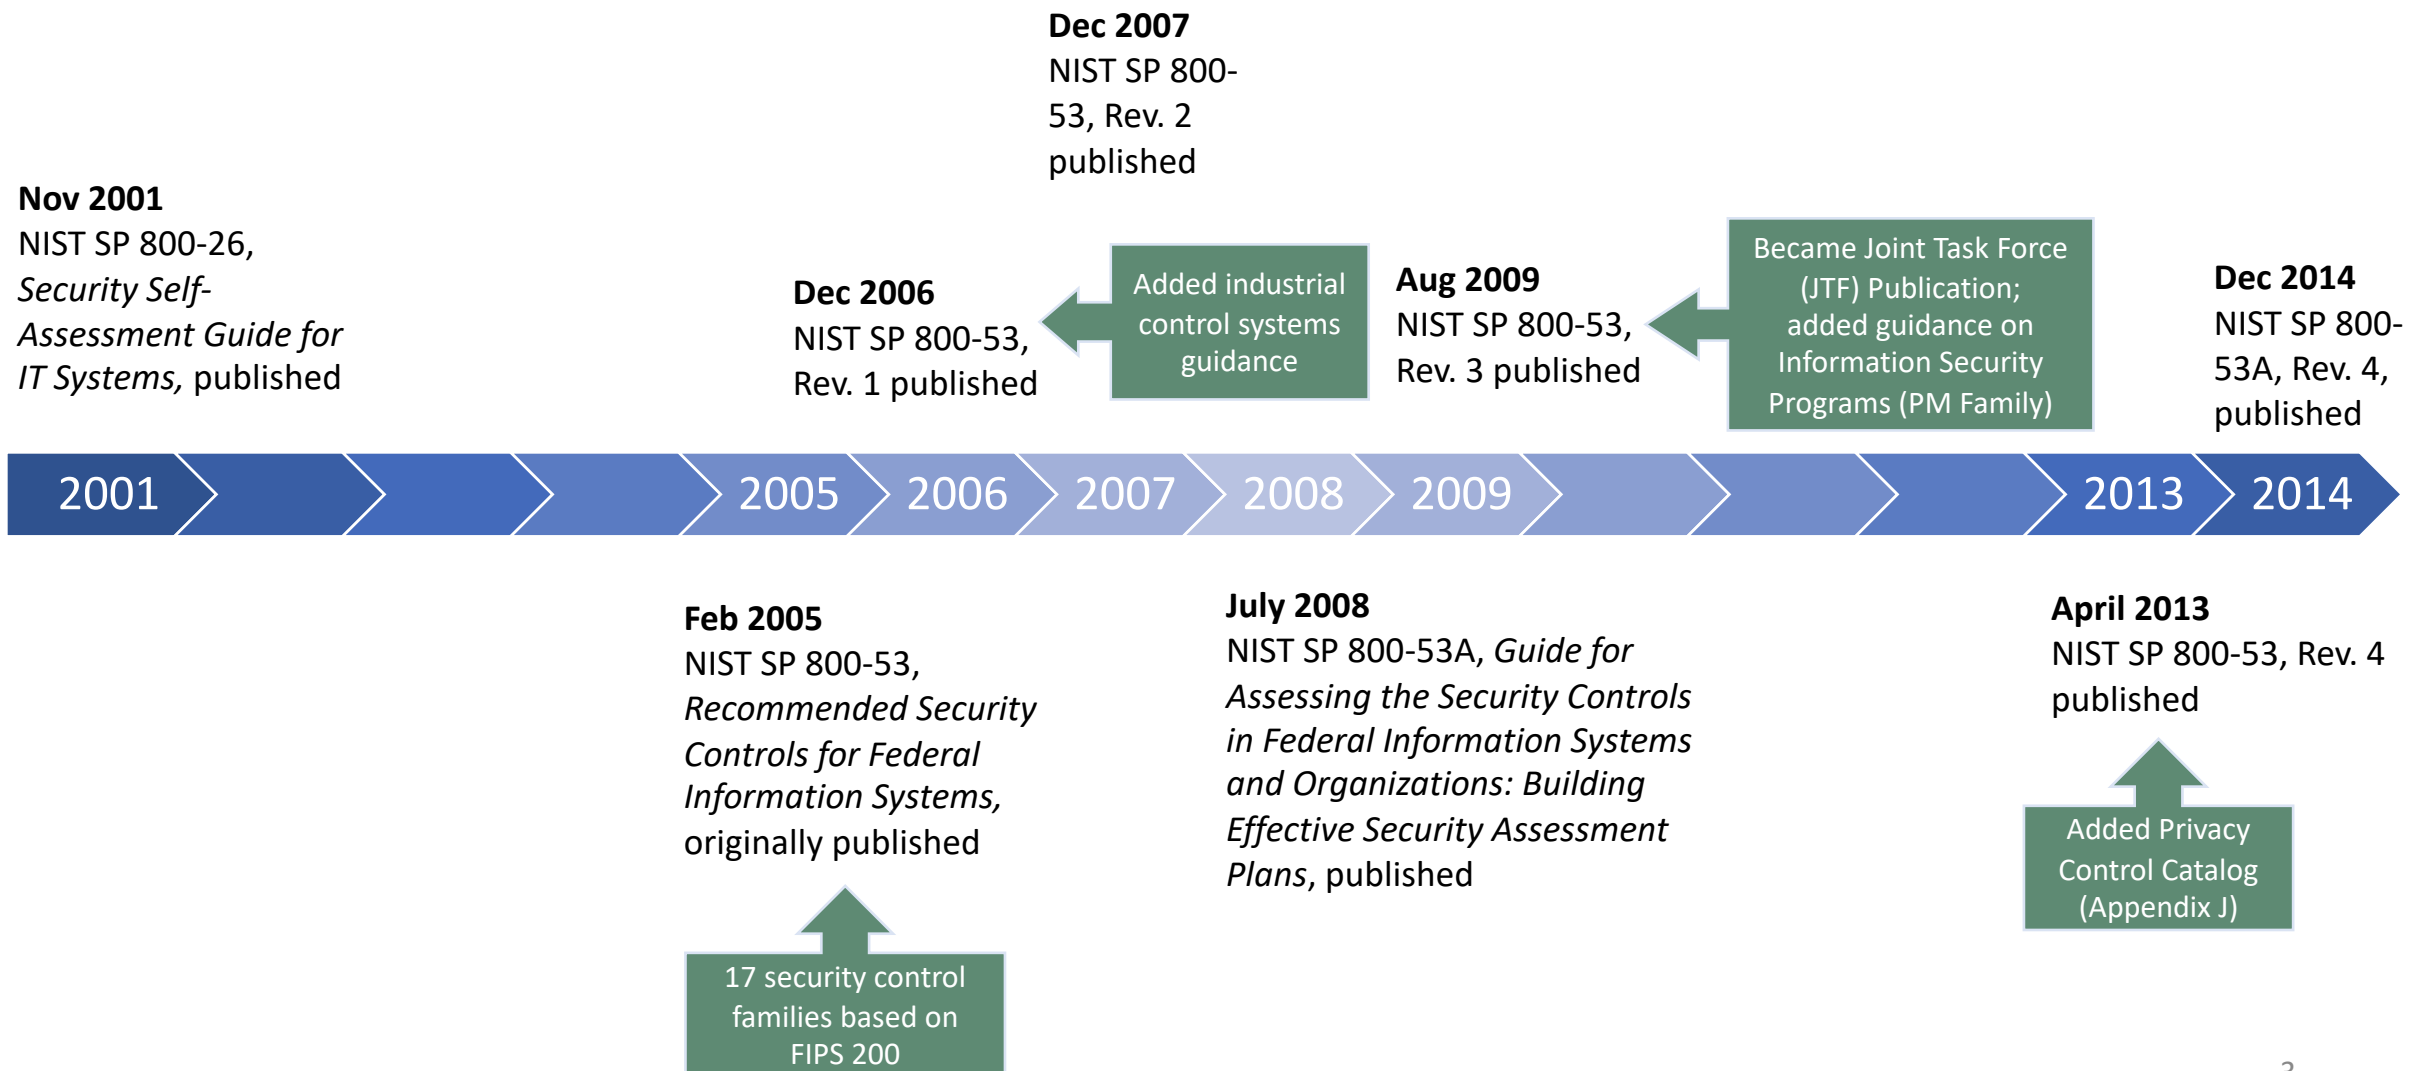 Dec 2007
NIST SP 800-
53, Rev. 2
published
Nov 2001
NIST SP 800-26,
Security Self-
Assessment Guide for
IT Systems, published
Dec 2006
NIST SP 800-53,
Rev. 1 published
Added industrial
control systems
guidance
Aug 2009
NIST SP 800-53,
Rev. 3 published
Became Joint Task Force
(JTF) Publication;
added guidance on
Information Security
Programs (PM Family)
Dec 2014
NIST SP 800-
53A, Rev. 4,
published
2001 2005 2006 2007 2008 2009 2013 2014
Feb 2005
NIST SP 800-53,
Recommended Security
Controls for Federal
Information Systems,
originally published
17 security control
families based on
FIPS 200
July 2008
NIST SP 800-53A, Guide for
Assessing the Security Controls
in Federal Information Systems
and Organizations: Building
Effective Security Assessment
Plans, published
April 2013
NIST SP 800-53, Rev. 4
published
Added Privacy
Control Catalog
(Appendix J)